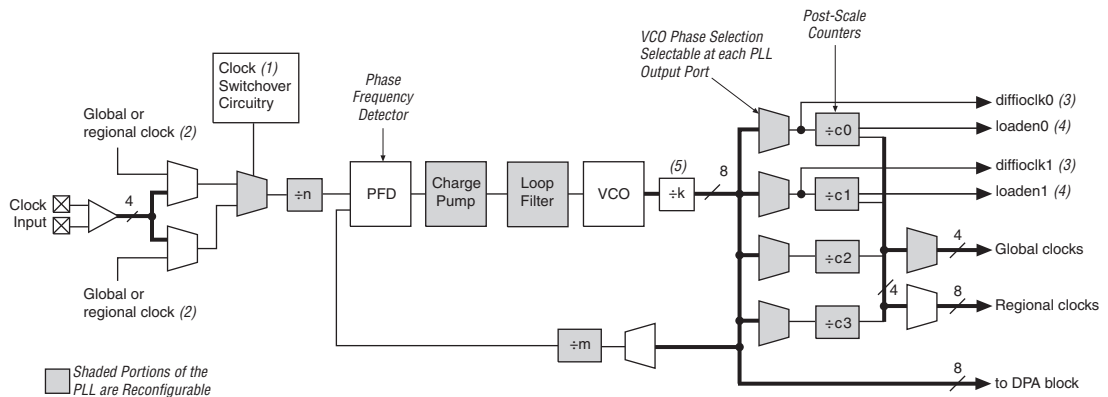 Post-Scale
Counters
VCO Phase Selection
Selectable at each PLL
Output Port
Clock (1)
Switchover
Circuitry
Phase
Frequency
Detector
Global or
regional clock (2)
diffioclk0 (3)
loaden0 (4)
÷c0
diffioclk1 (3)
loaden1 (4)
÷c1
(5)
8
÷n
PFD
Charge
Pump
Loop
Filter
VCO
÷k
Clock
Input
4
÷c2
4
Global clocks
4
÷c3
8
Regional clocks
Global or
regional clock (2)
÷m
8
to DPA block
Shaded Portions of the
PLL are Reconfigurable